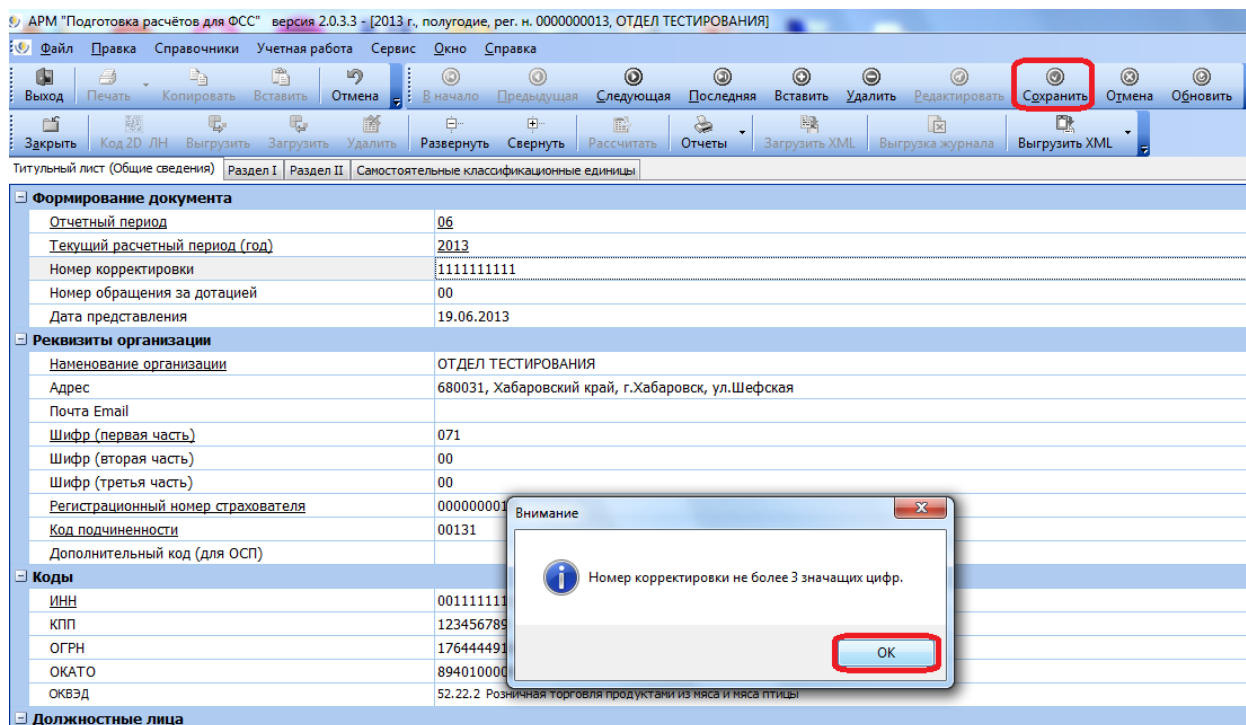 АРМ "Подготовка расчётов для ФСС" версия 2.0.3.3 - [2013 г., полугодие, рег. н. 0000000013, ОТДЕЛ ТЕСТИРОВАНИЯ]
Файл Правка Справочники Учетная работа Сервис Окно Справка
Выход Печать Копировать Вставить Отмена В начало Предыдущая Следующая Последняя Вставить Удалить Редактировать Сохранить Отмена Обновить
Закрыть Код 2D ЛН Выгрузить Загрузить Удалить Развернуть Свернуть Рассчитать Отчеты Загрузить XML Выгрузка журнала Выгрузить XML
Титульный лист (Общие сведения) Раздел I Раздел II Самостоятельные классификационные единицы
Формирование документа
Отчетный период 06
Текущий расчетный период (год) 2013
Номер корректировки 1111111111
Номер обращения за дотацией 00
Дата представления 19.06.2013
Реквизиты организации
Наменование организации ОТДЕЛ ТЕСТИРОВАНИЯ
Адрес 680031, Хабаровский край, г.Хабаровск, ул.Шефская
Почта Email
Шифр (первая часть) 071
Шифр (вторая часть) 00
Шифр (третья часть) 00
Регистрационный номер страхователя 000000001
Код подчиненности 00131
Дополнительный код (для ОСП)
Коды
ИНН 001111111
КПП 123456789
ОГРН 176444491
ОКАТО 894010000
ОКВЭД 52.22.2 Розничная торговля продуктами из мяса и мяса птицы
Должностные лица
Внимание
Номер корректировки не более 3 значащих цифр.
ОК